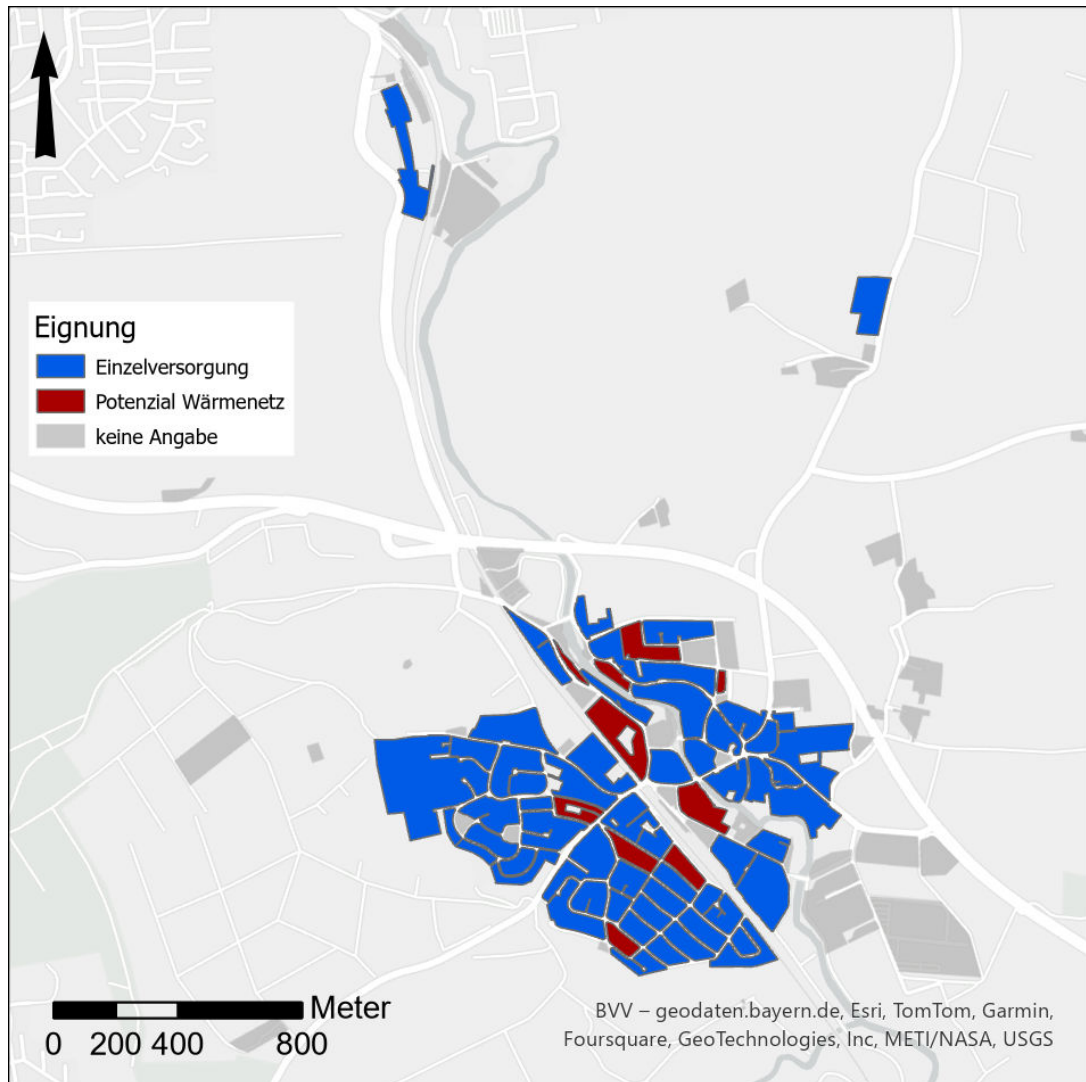 Eignung
Einzelversorgung
Potenzial Wärmenetz
keine Angabe
Meter
0 200 400 800
BVV – geodaten.bayern.de, Esri, TomTom, Garmin,
Foursquare, GeoTechnologies, Inc, METI/NASA, USGS